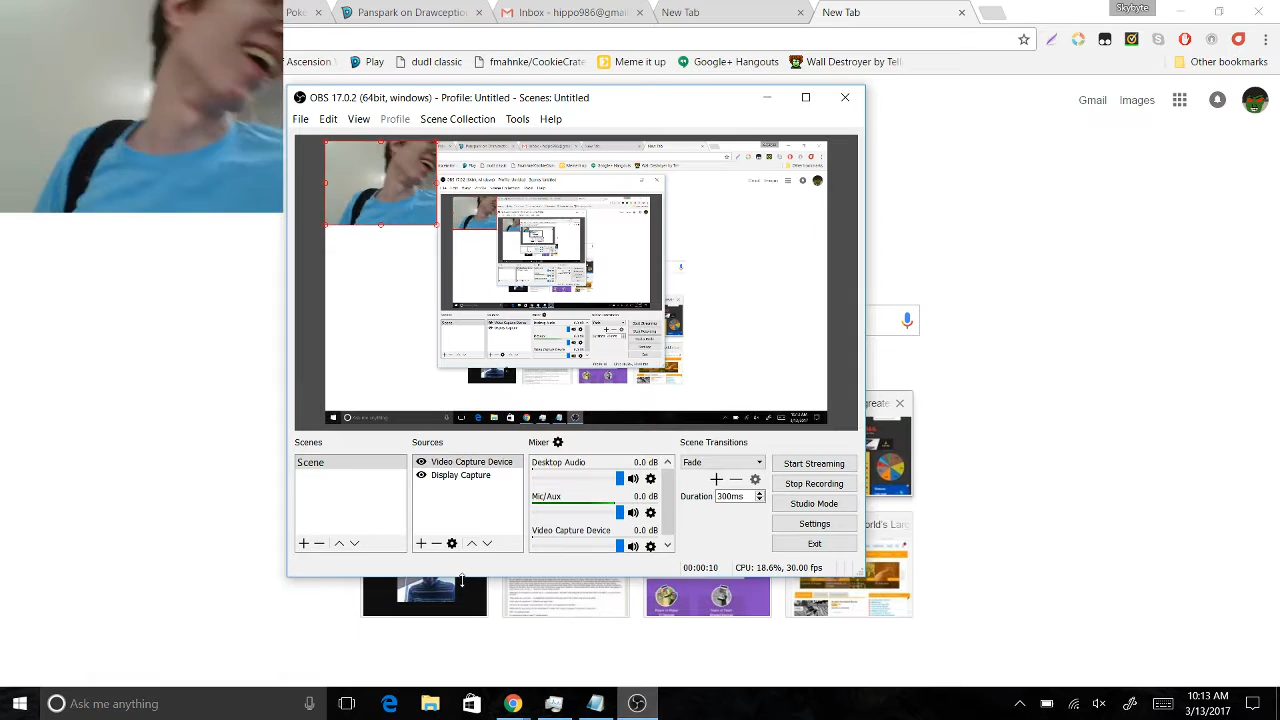 Poké
Panspark on Drawception
Inbox - hippo986@gmail
New Tab
New Tab
Skybyte
Ascension
Play
dudl classic
fmahnke/CookieCrate
Meme it up
Google+ Hangouts
Wall Destroyer by Tell
Other bookmarks
Gmail
Images
OBS 17.0.2 (64bit, windows) - Profile: Untitled - Scenes: Untitled
File
Edit
View
Profile
Scene Collection
Tools
Help
Scenes
Sources
Mixer
Scene Transitions
Scene
Video Capture Device
Display Capture
Desktop Audio
0.0 dB
Mic/Aux
0.0 dB
Video Capture Device
0.0 dB
Fade
Duration
300ms
Start Streaming
Stop Recording
Studio Mode
Settings
Exit
00:00:10
CPU: 18.6%, 30.00 fps
Ask me anything
10:13 AM
3/13/2017